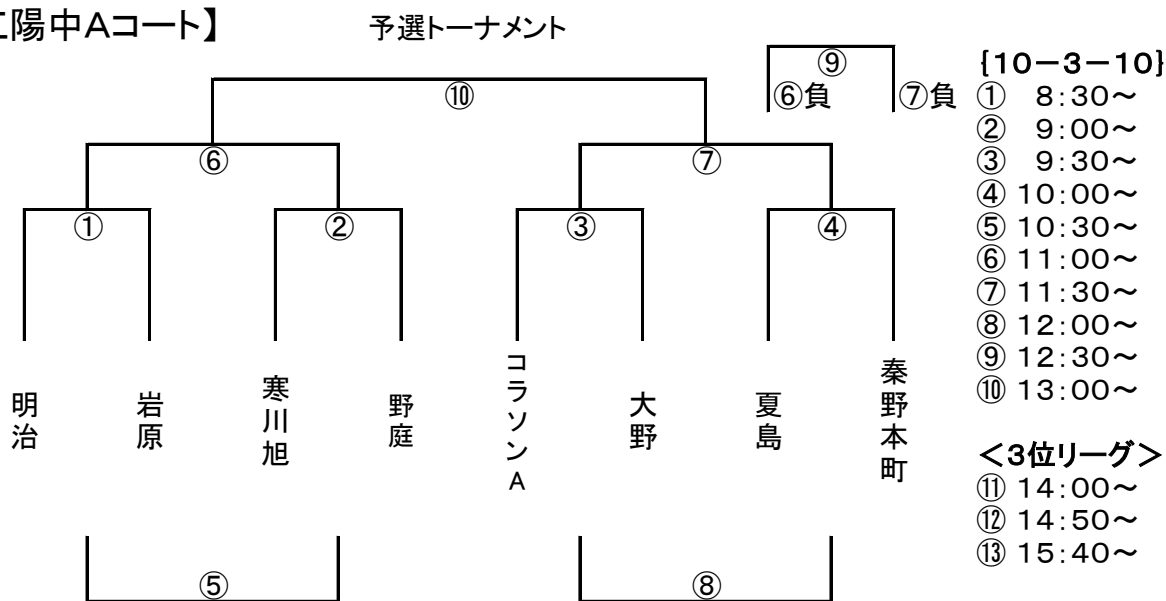 陽中Aコート】
予選トーナメント
⑨
⑥負
⑦負
⑩
⑥
⑦
①
②
③
④
明治
岩原
寒川旭
野庭
コラソンA
大野
夏島
秦野本町
⑤
⑧
{10-3-10}
① 8:30~
② 9:00~
③ 9:30~
④ 10:00~
⑤ 10:30~
⑥ 11:00~
⑦ 11:30~
⑧ 12:00~
⑨ 12:30~
⑩ 13:00~
<3位リーグ>
⑪ 14:00~
⑫ 14:50~
⑬ 15:40~